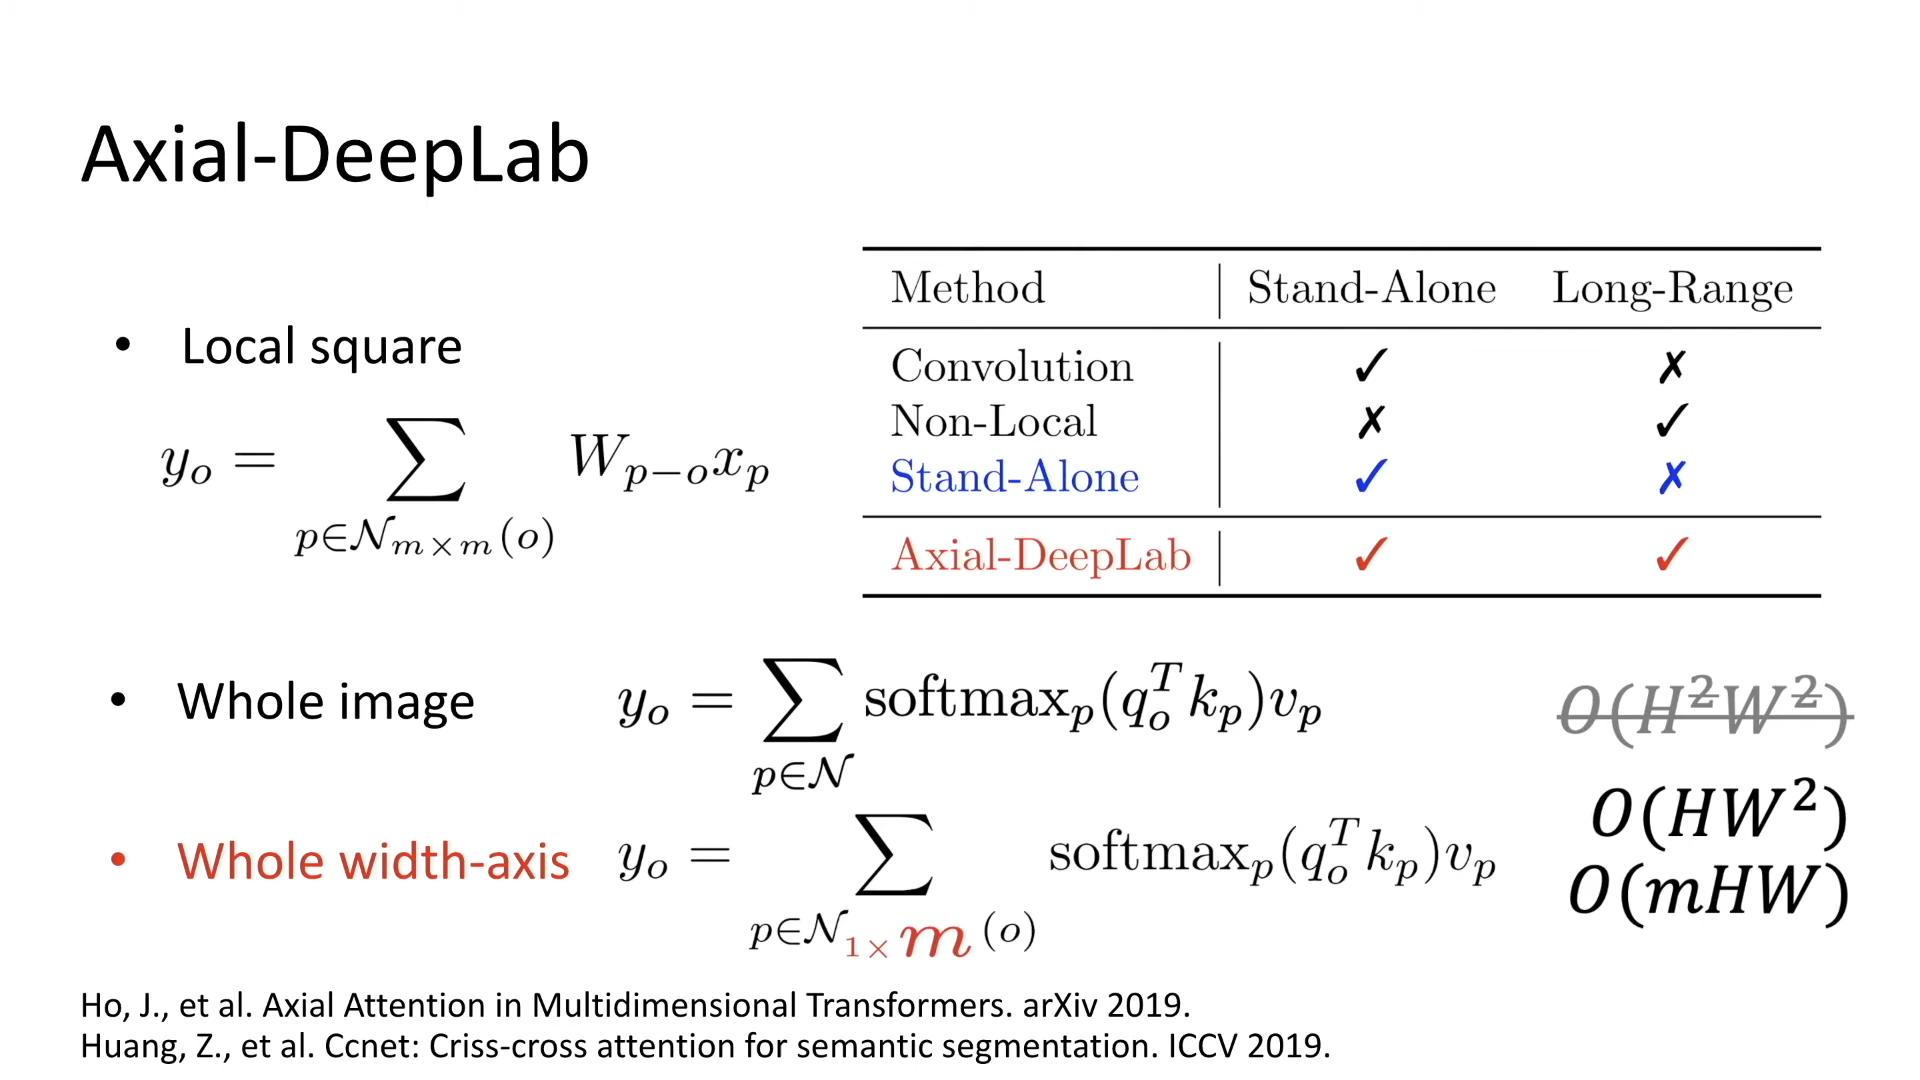 Axial-DeepLab
Method Stand-Alone Long-Range
Convolution ✓ ✗
Non-Local ✗ ✓
Stand-Alone ✓ ✗
Axial-DeepLab ✓ ✓
• Local square
y_o = ∑_{p∈𝒩_{m×m}(o)} W_{p−o} x_p
• Whole image y_o = ∑_{p∈𝒩} softmax_p(q_o^T k_p)v_p O(H²W²)
• Whole width-axis y_o = ∑_{p∈𝒩_{1×m}(o)} softmax_p(q_o^T k_p)v_p O(HW²)
O(mHW)
Ho, J., et al. Axial Attention in Multidimensional Transformers. arXiv 2019.
Huang, Z., et al. Ccnet: Criss-cross attention for semantic segmentation. ICCV 2019.